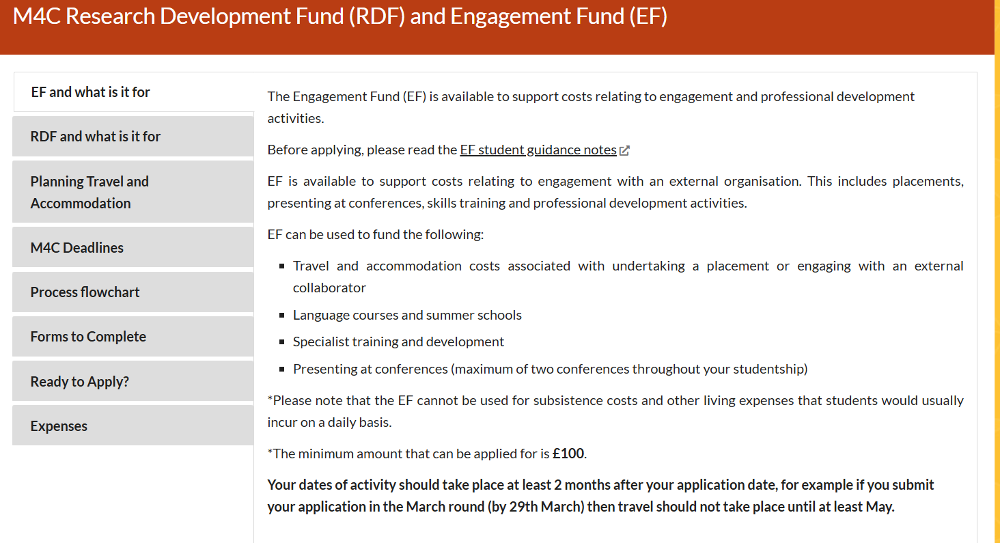 M4C Research Development Fund (RDF) and Engagement Fund (EF)
EF and what is it for
RDF and what is it for
Planning Travel and
Accommodation
M4C Deadlines
Process flowchart
Forms to Complete
Ready to Apply?
Expenses
The Engagement Fund (EF) is available to support costs relating to engagement and professional development
activities.
Before applying, please read the EF student guidance notes
EF is available to support costs relating to engagement with an external organisation. This includes placements,
presenting at conferences, skills training and professional development activities.
EF can be used to fund the following:
▪ Travel and accommodation costs associated with undertaking a placement or engaging with an external
collaborator
▪ Language courses and summer schools
▪ Specialist training and development
▪ Presenting at conferences (maximum of two conferences throughout your studentship)
*Please note that the EF cannot be used for subsistence costs and other living expenses that students would usually
incur on a daily basis.
*The minimum amount that can be applied for is £100.
Your dates of activity should take place at least 2 months after your application date, for example if you submit
your application in the March round (by 29th March) then travel should not take place until at least May.